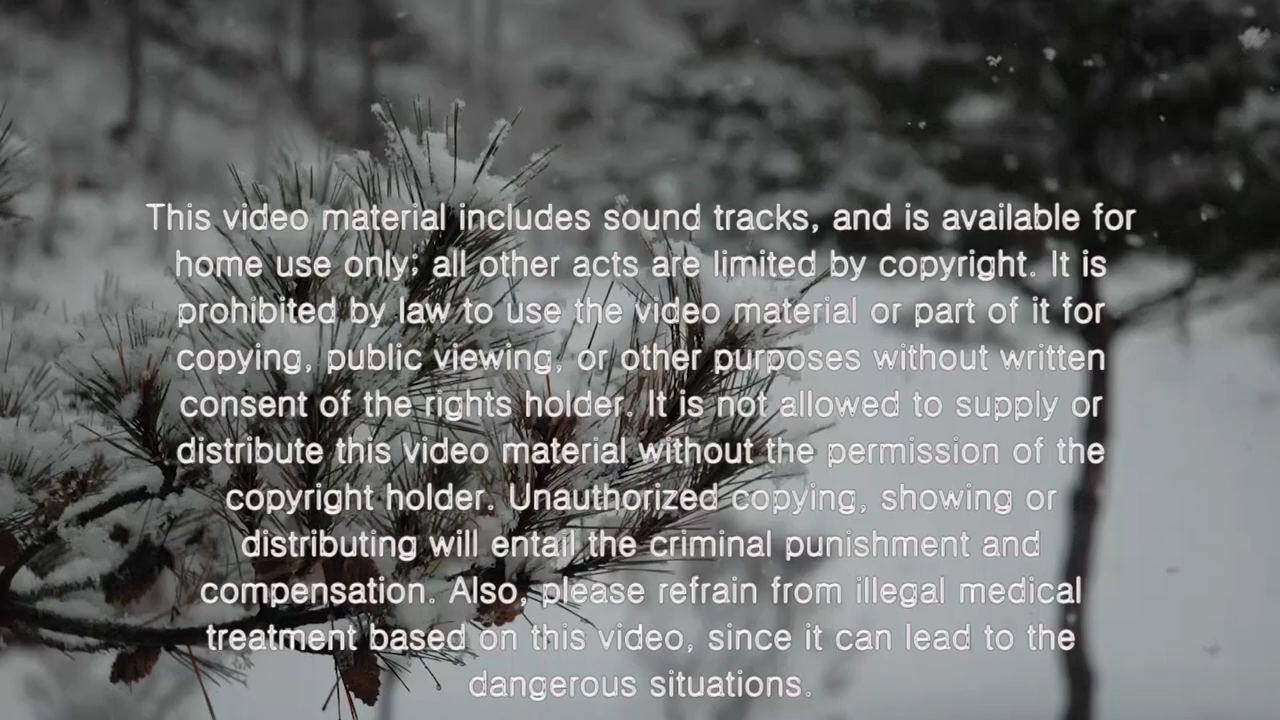 This video material includes sound tracks, and is available for
home use only; all other acts are limited by copyright. It is
prohibited by law to use the video material or part of it for
copying, public viewing, or other purposes without written
consent of the rights holder. It is not allowed to supply or
distribute this video material without the permission of the
copyright holder. Unauthorized copying, showing or
distributing will entail the criminal punishment and
compensation. Also, please refrain from illegal medical
treatment based on this video, since it can lead to the
dangerous situations.